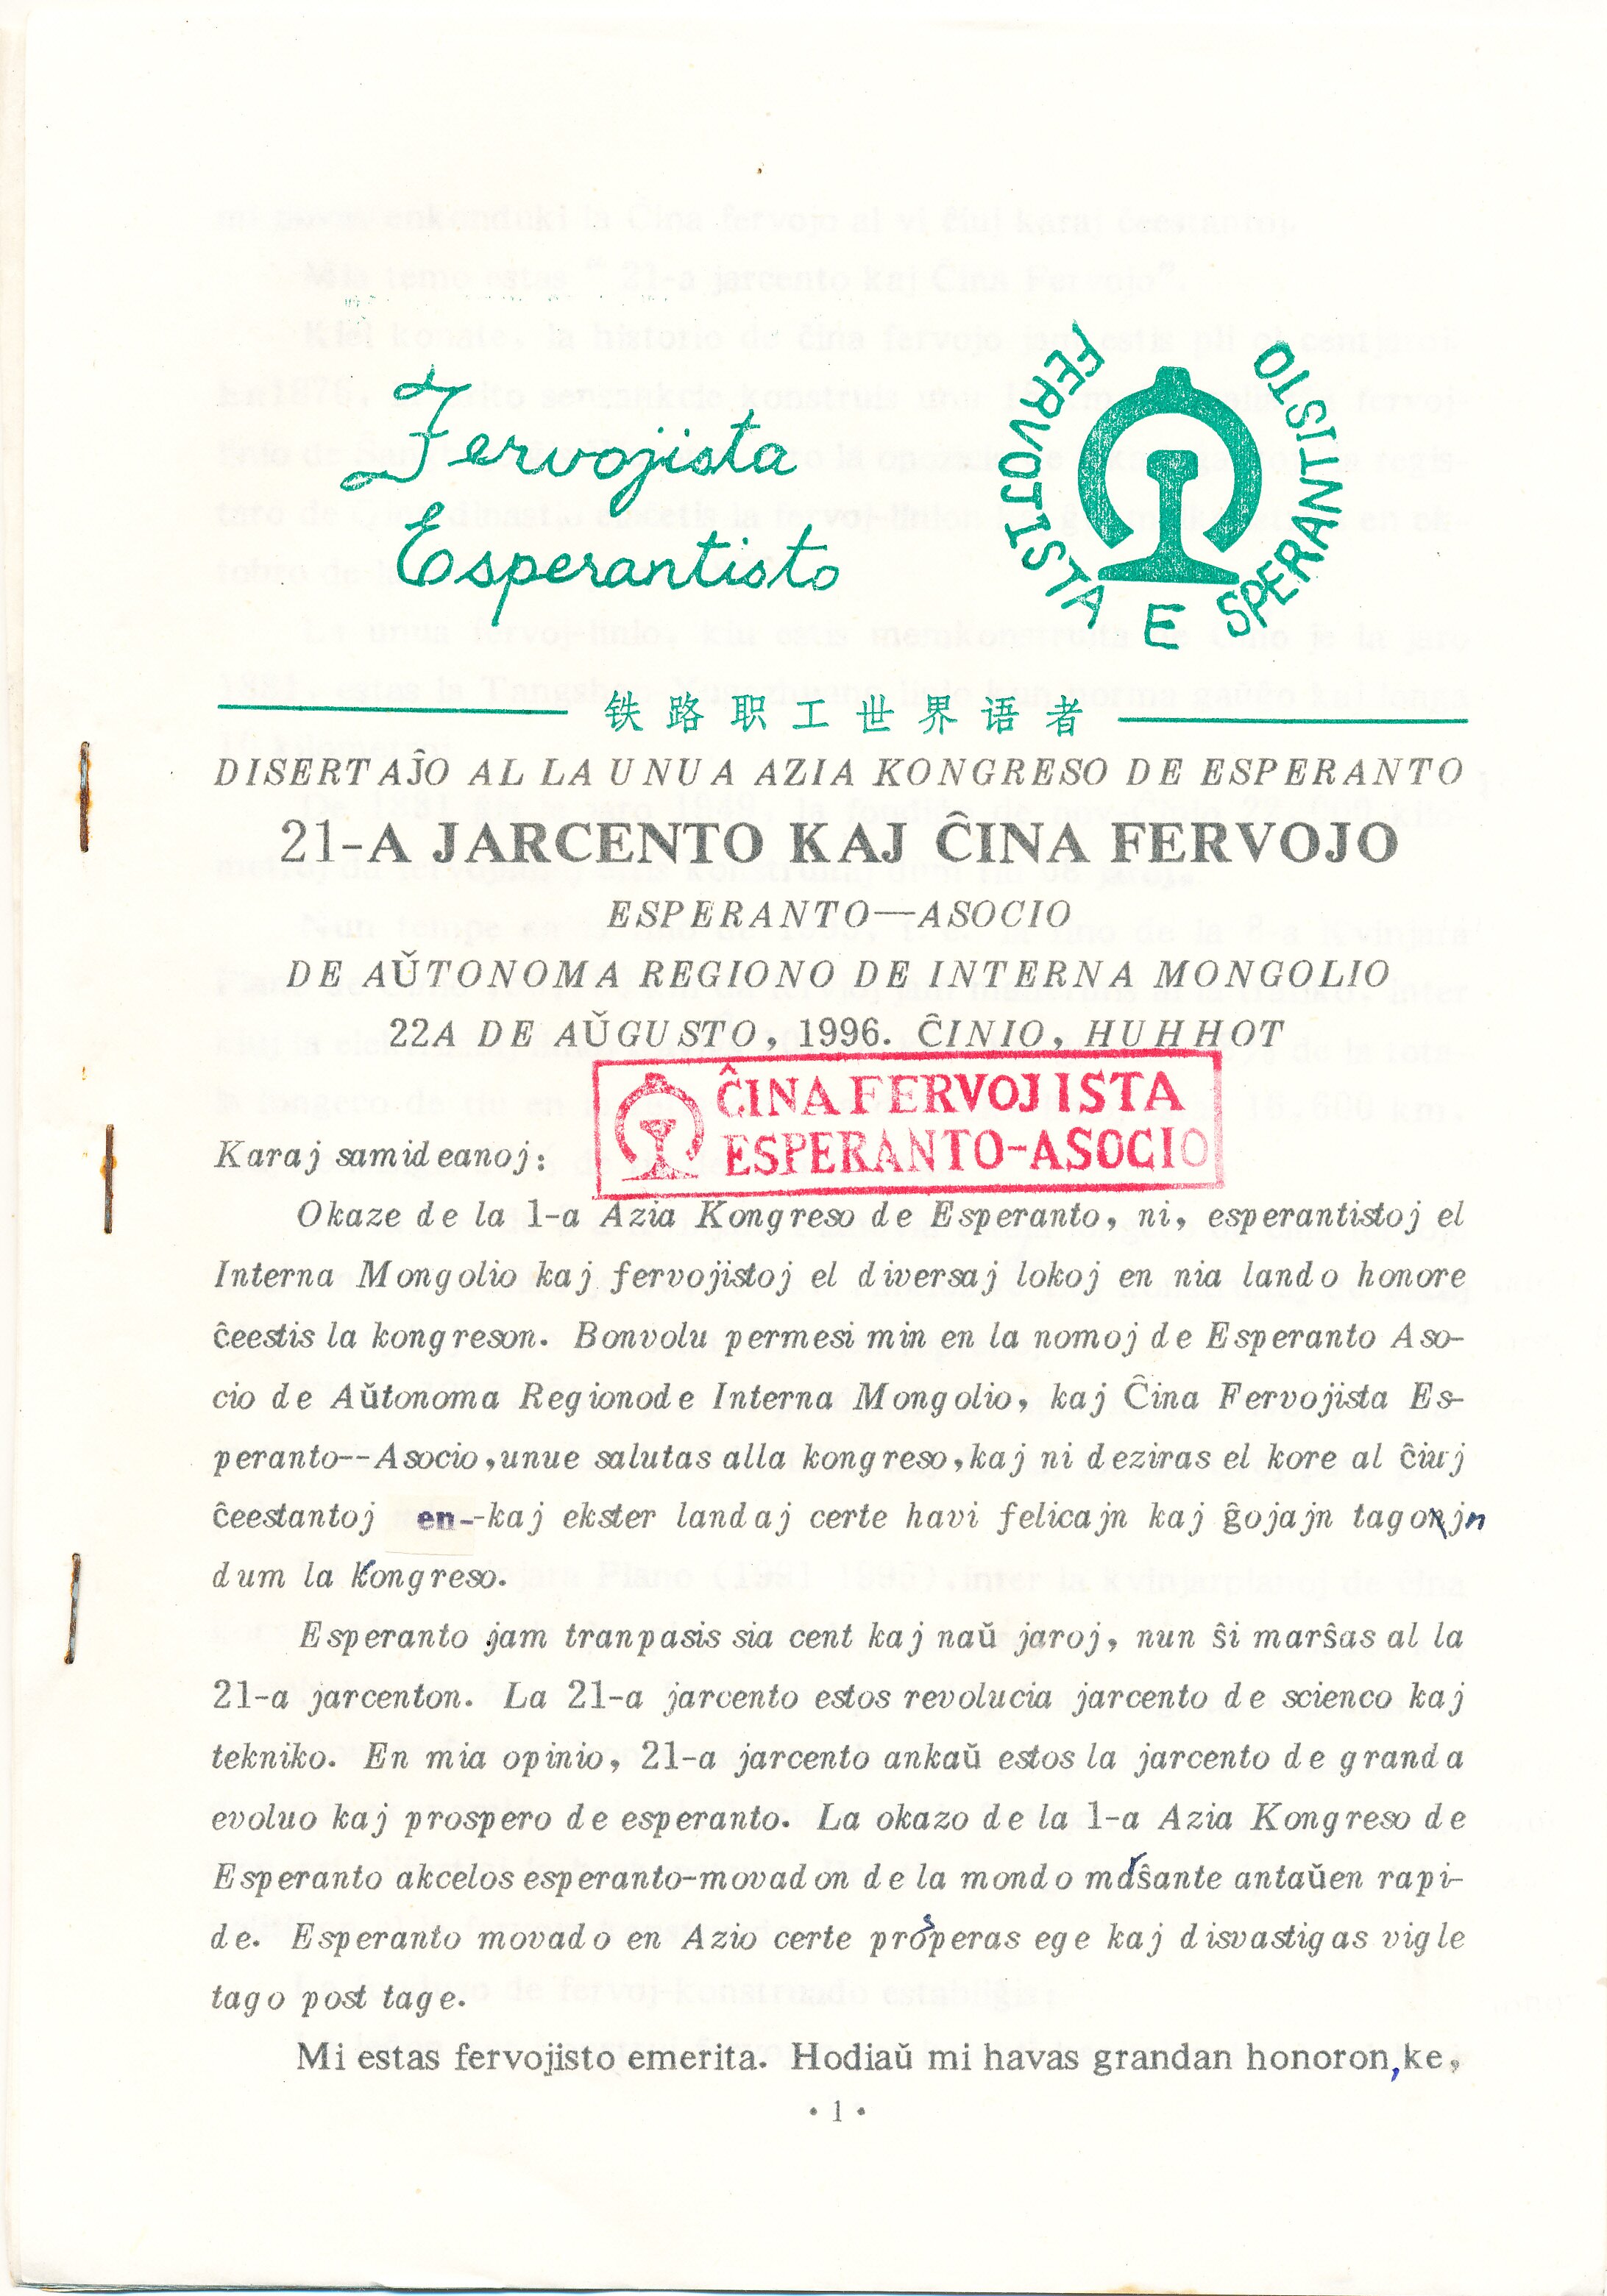 Fervojista
Esperantisto
FERVOJISTA ESPERANTISTO
铁路职工世界语者
DISERTAĴO AL LA UNUA AZIA KONGRESO DE ESPERANTO
21-A JARCENTO KAJ ĈINA FERVOJO
ESPERANTO—ASOCIO
DE AŬTONOMA REGIONO DE INTERNA MONGOLIO
22A DE AŬGUSTO, 1996. ĈINIO, HUHHOT
ĈINA FERVOJISTA
ESPERANTO-ASOCIO
Karaj samideanoj:
Okaze de la 1-a Azia Kongreso de Esperanto, ni, esperantistoj el
Interna Mongolio kaj fervojistoj el diversaj lokoj en nia lando honore
ĉeestis la kongreson. Bonvolu permesi min en la nomoj de Esperanto Aso-
cio de Aŭtonoma Regionode Interna Mongolio, kaj Ĉina Fervojista Es-
peranto--Asocio,unue salutas alla kongreso,kaj ni deziras el kore al ĉiuj
ĉeestantoj en--kaj ekster landaj certe havi felicajn kaj ĝojajn tagojn
dum la kongreso.
Esperanto jam tranpasis sia cent kaj naŭ jaroj, nun ŝi marŝas al la
21-a jarcenton. La 21-a jarcento estos revolucia jarcento de scienco kaj
tekniko. En mia opinio, 21-a jarcento ankaŭ estos la jarcento de granda
evoluo kaj prospero de esperanto. La okazo de la 1-a Azia Kongreso de
Esperanto akcelos esperanto-movadon de la mondo marŝante antaŭen rapi-
de. Esperanto movado en Azio certe prosperas ege kaj disvastigas vigle
tago post tage.
Mi estas fervojisto emerita. Hodiaŭ mi havas grandan honoron,ke,
• 1 •